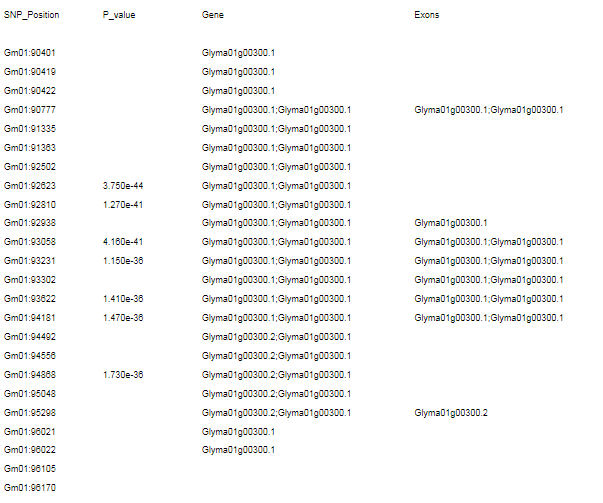 SNP_Position P_value Gene Exons
Gm01:90401 Glyma01g00300.1
Gm01:90419 Glyma01g00300.1
Gm01:90422 Glyma01g00300.1
Gm01:90777 Glyma01g00300.1;Glyma01g00300.1 Glyma01g00300.1;Glyma01g00300.1
Gm01:91335 Glyma01g00300.1;Glyma01g00300.1
Gm01:91363 Glyma01g00300.1;Glyma01g00300.1
Gm01:92502 Glyma01g00300.1;Glyma01g00300.1
Gm01:92623 3.750e-44 Glyma01g00300.1;Glyma01g00300.1
Gm01:92810 1.270e-41 Glyma01g00300.1;Glyma01g00300.1
Gm01:92938 Glyma01g00300.1;Glyma01g00300.1 Glyma01g00300.1
Gm01:93058 4.160e-41 Glyma01g00300.1;Glyma01g00300.1 Glyma01g00300.1;Glyma01g00300.1
Gm01:93231 1.150e-36 Glyma01g00300.1;Glyma01g00300.1 Glyma01g00300.1;Glyma01g00300.1
Gm01:93302 Glyma01g00300.1;Glyma01g00300.1 Glyma01g00300.1;Glyma01g00300.1
Gm01:93622 1.410e-36 Glyma01g00300.1;Glyma01g00300.1 Glyma01g00300.1;Glyma01g00300.1
Gm01:94181 1.470e-36 Glyma01g00300.1;Glyma01g00300.1 Glyma01g00300.1;Glyma01g00300.1
Gm01:94492 Glyma01g00300.2;Glyma01g00300.1
Gm01:94556 Glyma01g00300.2;Glyma01g00300.1
Gm01:94868 1.730e-36 Glyma01g00300.2;Glyma01g00300.1
Gm01:95048 Glyma01g00300.2;Glyma01g00300.1
Gm01:95298 Glyma01g00300.2;Glyma01g00300.1 Glyma01g00300.2
Gm01:96021 Glyma01g00300.1
Gm01:96022 Glyma01g00300.1
Gm01:96105
Gm01:96170